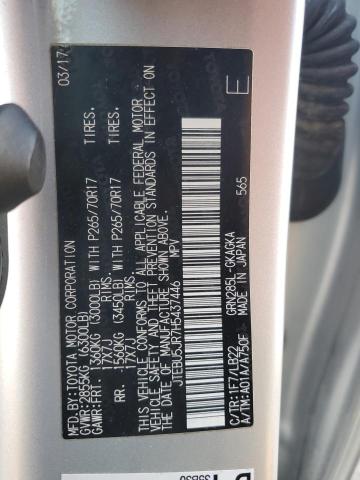 MFD. BY:TOYOTA MOTOR CORPORATION 03/17
GVWR:2855KG (6300LB)
GAWR:FRT. 1360KG (3000LB) WITH P265/70R17 TIRES.
17X7J RIMS.
RR. 1560KG (3450LB) WITH P265/70R17 TIRES.
17X7J RIMS.
THIS VEHICLE CONFORMS TO ALL APPLICABLE FEDERAL MOTOR
VEHICLE SAFETY AND THEFT PREVENTION STANDARDS IN EFFECT ON
THE DATE OF MANUFACTURE SHOWN ABOVE.
JTEBU5JR7H5437446 MPV
GRN285L-GKAGKA
MADE IN JAPAN
565
E
C/TR:1F7/LB22
A/TM:A01A/A750F